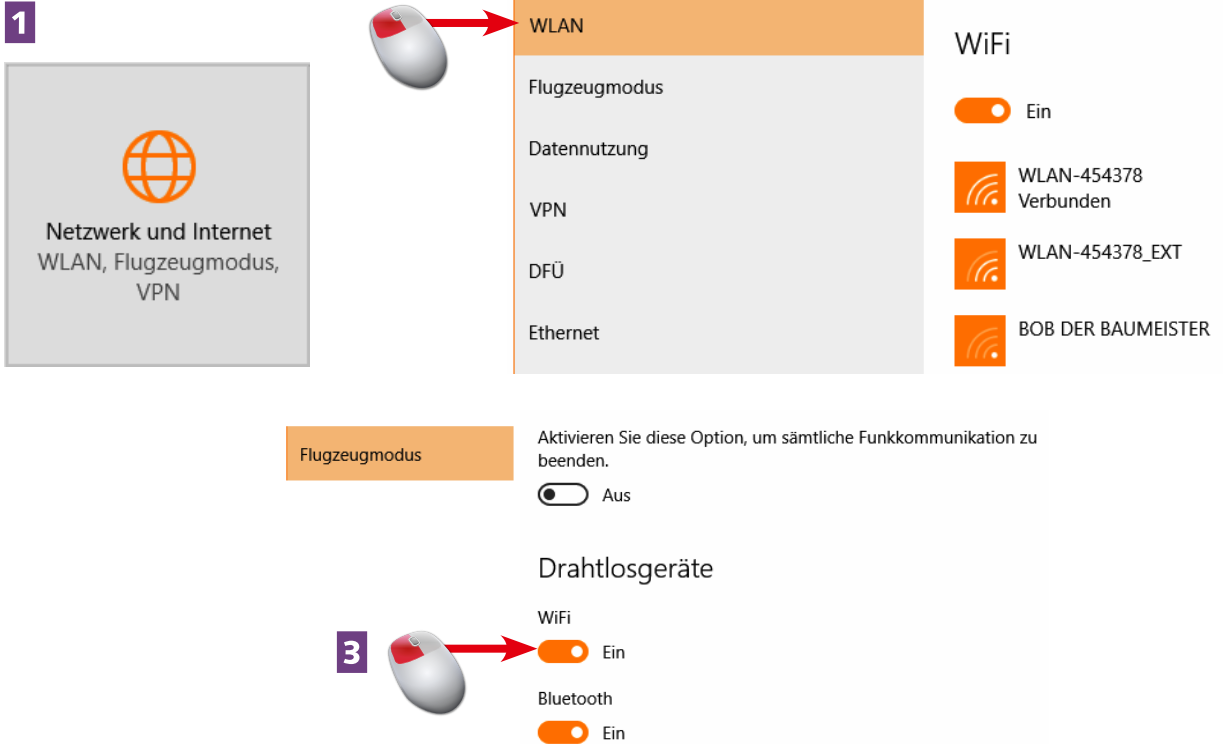 1
Netzwerk und Internet
WLAN, Flugzeugmodus,
VPN
WLAN
Flugzeugmodus
Datennutzung
VPN
DFÜ
Ethernet
WiFi
Ein
WLAN-454378
Verbunden
WLAN-454378_EXT
BOB DER BAUMEISTER
Flugzeugmodus
Aktivieren Sie diese Option, um sämtliche Funkkommunikation zu
beenden.
Aus
Drahtlosgeräte
WiFi
3
Ein
Bluetooth
Ein